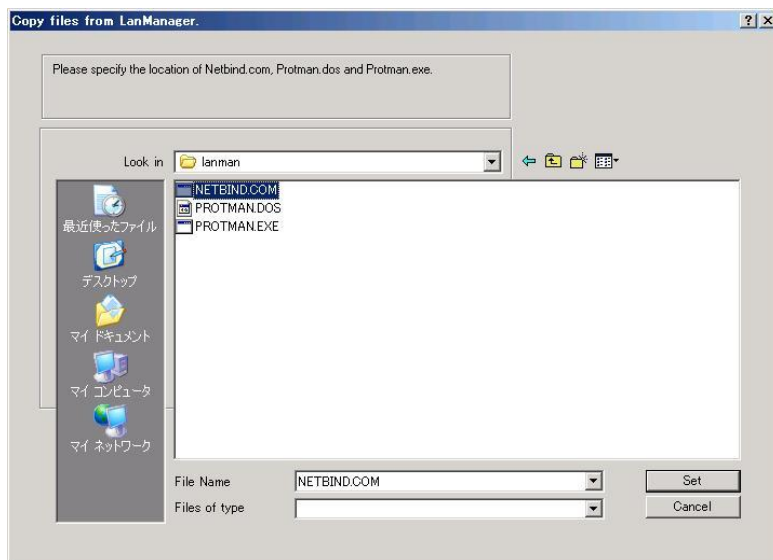 Copy files from LanManager.
Please specify the location of Netbind.com, Protman.dos and Protman.exe.
Look in
lanman
NETBIND.COM
PROTMAN.DOS
PROTMAN.EXE
最近使ったファイル
デスクトップ
マイ ドキュメント
マイ コンピュータ
マイ ネットワーク
File Name
NETBIND.COM
Set
Files of type
Cancel